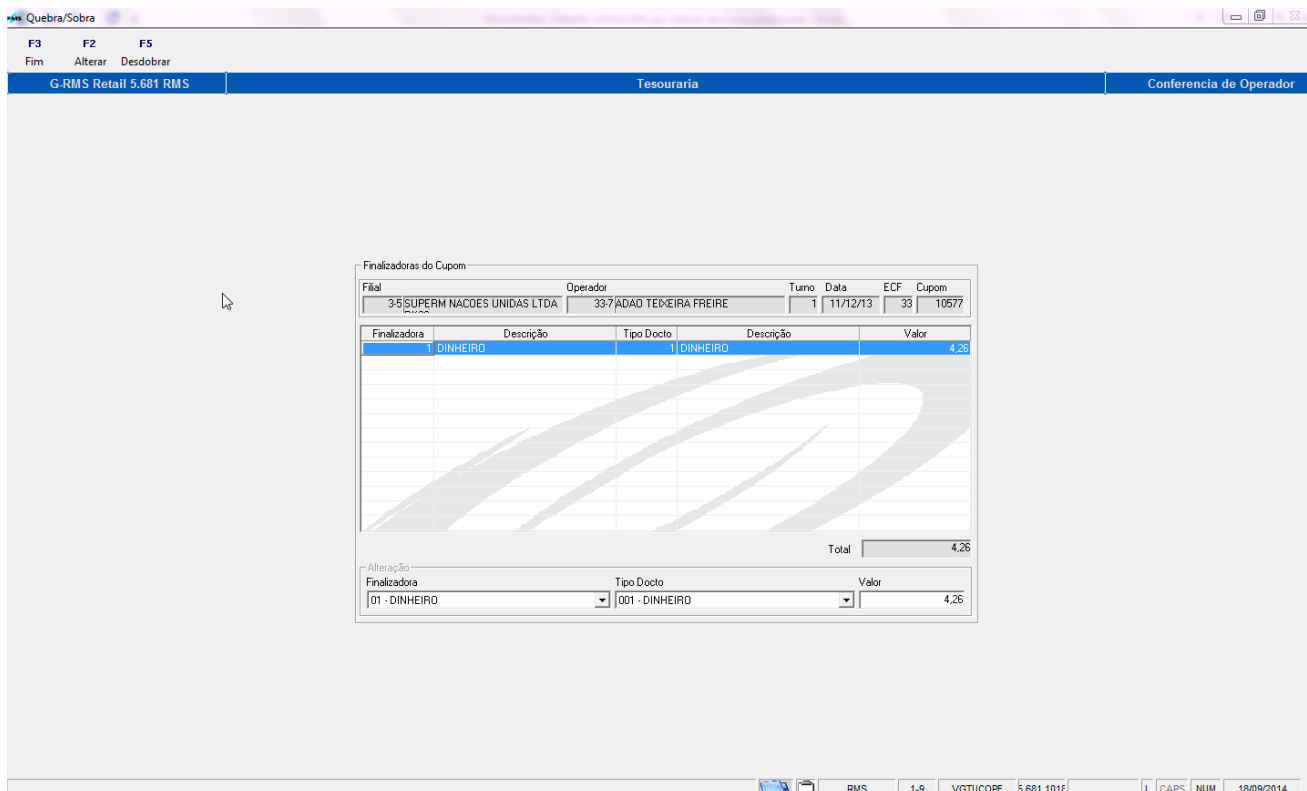 RMS Quebra/Sobra
F3 F2 F5
Fim Alterar Desdobrar
G-RMS Retail 5.681 RMS Tesouraria Conferencia de Operador
Finalizadoras do Cupom
Filial Operador Turno Data ECF Cupom
3-5 SUPERM NACOES UNIDAS LTDA 33-7 ADAO TEIXEIRA FREIRE 1 11/12/13 33 10577
Finalizadora Descrição Tipo Docto Descrição Valor
1 DINHEIRO 1 DINHEIRO 4,26
Total 4,26
Alteração
Finalizadora Tipo Docto Valor
01 - DINHEIRO 001 - DINHEIRO 4,26
RMS 1-9 VGTUCOPE 5.681.1018 I CAPS NUM 18/09/2014